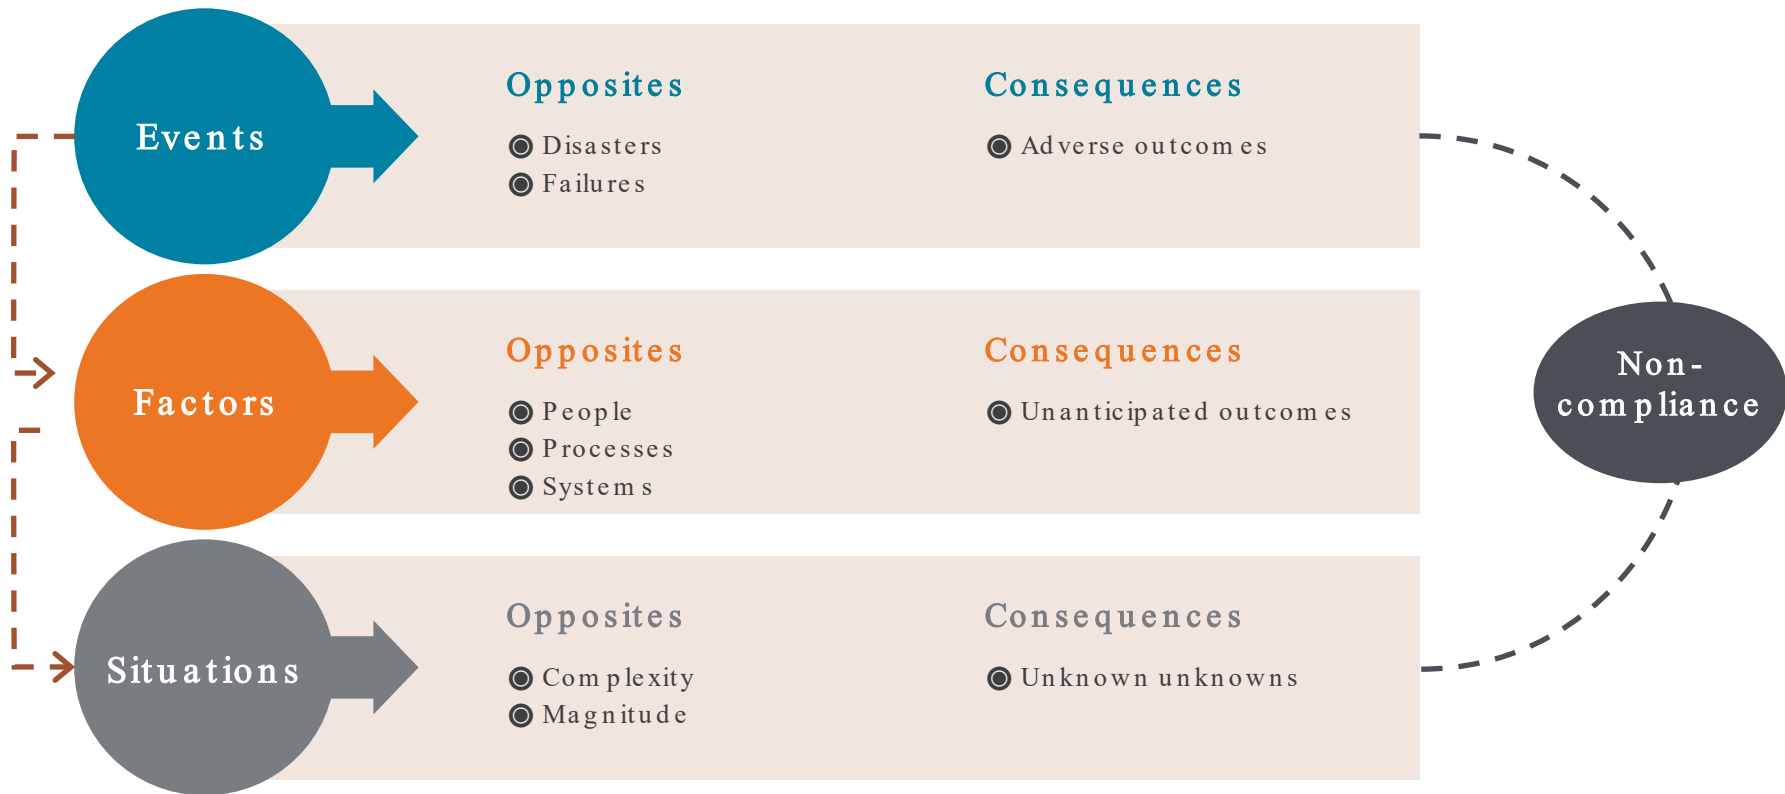 Events
Opposites
Disasters
Failures
Consequences
Adverse outcomes
Factors
Opposites
People
Processes
Systems
Consequences
Unanticipated outcomes
Situations
Opposites
Complexity
Magnitude
Consequences
Unknown unknowns
Non-
compliance